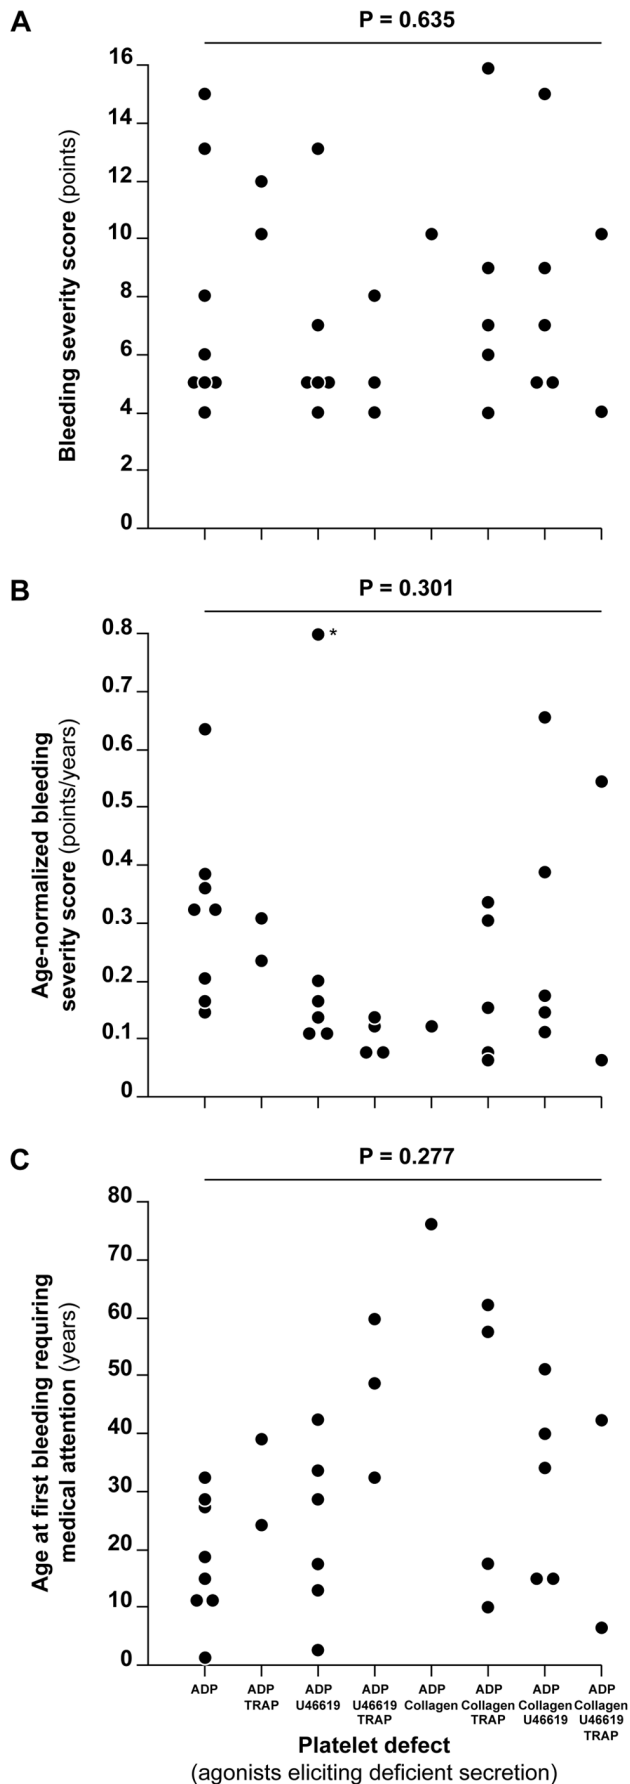 A
P = 0.635
16
14
12
10
8
6
4
2
0
Bleeding severity score (points)
B
P = 0.301
0.8
*
0.7
0.6
0.5
0.4
0.3
0.2
0.1
0
Age-normalized bleeding
severity score (points/years)
C
P = 0.277
80
70
60
50
40
30
20
10
0
Age at first bleeding requiring
medical attention (years)
ADP ADP ADP ADP ADP ADP ADP ADP
TRAP U46619 U46619 Collagen Collagen Collagen Collagen
TRAP TRAP U46619 U46619
TRAP
Platelet defect
(agonists eliciting deficient secretion)